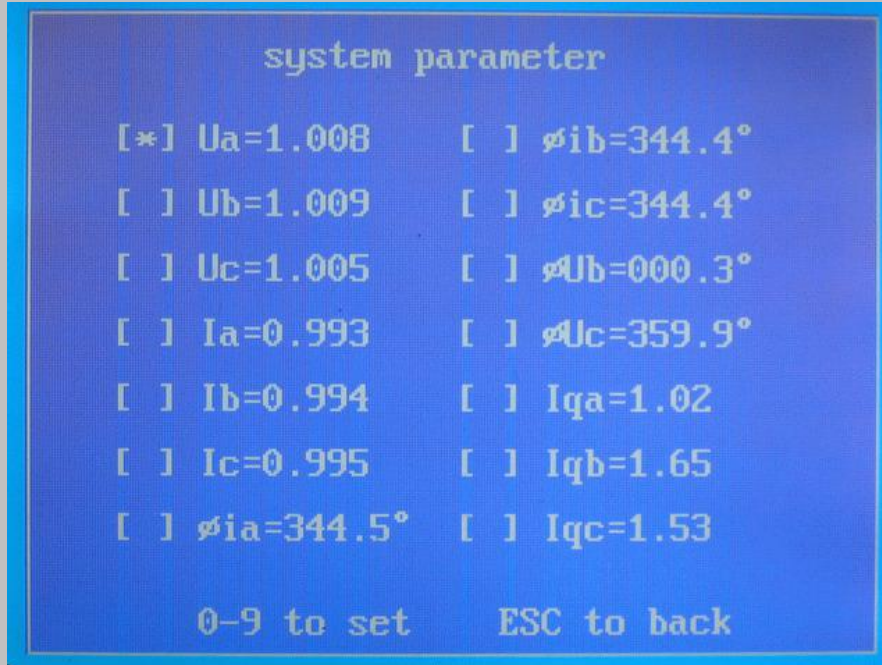 system parameter
[*] Ua=1.008 [ ] øib=344.4°
[ ] Ub=1.009 [ ] øic=344.4°
[ ] Uc=1.005 [ ] øUb=000.3°
[ ] Ia=0.993 [ ] øUc=359.9°
[ ] Ib=0.994 [ ] Iqa=1.02
[ ] Ic=0.995 [ ] Iqb=1.65
[ ] øia=344.5° [ ] Iqc=1.53
0-9 to set ESC to back